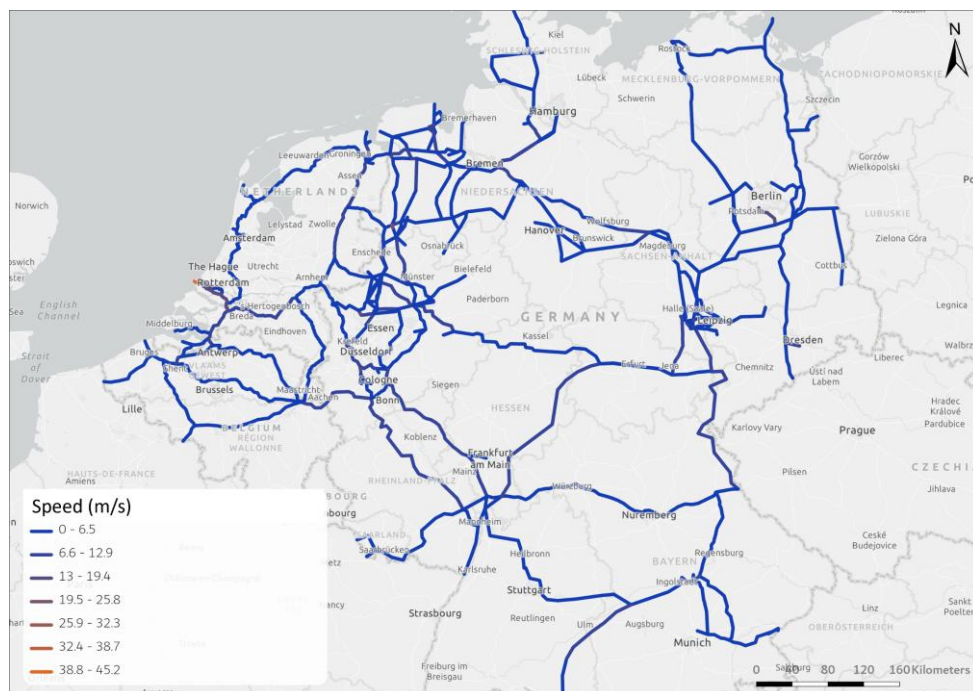 N
Kiel
SCHLESWIG-HOLSTEIN
Rostock
Lübeck
MECKLENBURG-VORPOMMERN
ZACHODNIOPOMORSKIE
Schwerin
Szczecin
Hamburg
Bremerhaven
Leeuwarden
Groningen
Assen
Bremen
Gorzów
Wielkopolski
NETHERLANDS
NIEDERSACHSEN
Berlin
Potsdam
LUBUSKIE
Norwich
Lelystad
Zwolle
Amsterdam
Enschede
Osnabrück
Hanover
Wolfsburg
Brunswick
Magdeburg
SACHSEN-ANHALT
Zielona Góra
Cottbus
The Hague
Utrecht
Rotterdam
Arnhem
Münster
Bielefeld
Paderborn
English
Channel
's-Hertogenbosch
Breda
Middelburg
Eindhoven
Essen
Krefeld
Düsseldorf
GERMANY
Kassel
Halle (Saale)
Leipzig
Legnica
Dresden
Strait
of Dover
Bruges
Ghent
Antwerp
VLAAMS
GEWEST
Brussels
Maastricht
Aachen
Cologne
Bonn
Siegen
Erfurt
Jena
Chemnitz
Liberec
Ústí nad
Labem
Lille
BELGIUM
RÉGION
WALLONNE
HESSEN
Koblenz
Hradec
Králové
Pardubice
Karlovy Vary
Prague
HAUTS-DE-FRANCE
Amiens
RHEINLAND-PFALZ
Mainz
Frankfurt
am Main
Pilsen
CZECHI
Jihlava
Würzburg
Mannheim
Nuremberg
SAARLAND
Saarbrücken
Heilbronn
České
Budejovice
Karlsruhe
BAYERN
Regensburg
Ingolstadt
Stuttgart
Strasbourg
Reutlingen
Ulm
Augsburg
Linz
OBERÖSTERREICH
Sankt
Munich
Freiburg im
Breisgau
Salzburg
Speed (m/s)
0 - 6.5
6.6 - 12.9
13 - 19.4
19.5 - 25.8
25.9 - 32.3
32.4 - 38.7
38.8 - 45.2
0 40 80 120 160 Kilometers